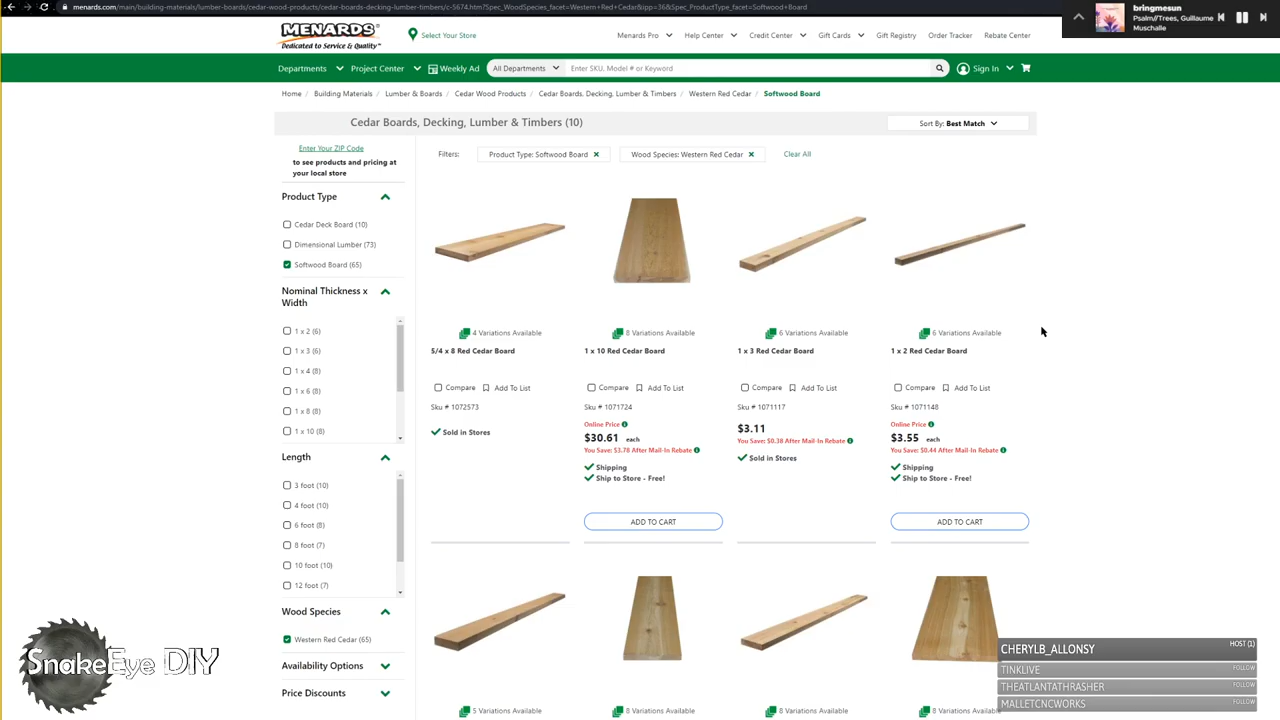 menards.com/main/building-materials/lumber-boards/cedar-wood-products/cedar-boards-decking-lumber-timbers/c-5674.htm?Spec_WoodSpecies_facet=Western+Red+Cedar&ipp=36&Spec_ProductType_facet=Softwood+Board
bringmesun
Psalm//Trees, Guillaume
Muschalle
MENARDS
Dedicated to Service & Quality
Select Your Store
Menards Pro Help Center Credit Center Gift Cards Gift Registry Order Tracker Rebate Center
Departments Project Center Weekly Ad All Departments Enter SKU, Model # or Keyword Sign In
Home / Building Materials / Lumber & Boards / Cedar Wood Products / Cedar Boards, Decking, Lumber & Timbers / Western Red Cedar / Softwood Board
Cedar Boards, Decking, Lumber & Timbers (10)
Sort By: Best Match
Enter Your ZIP Code
to see products and pricing at
your local store
Filters: Product Type: Softwood Board Wood Species: Western Red Cedar Clear All
Product Type
Cedar Deck Board (10)
Dimensional Lumber (73)
Softwood Board (65)
Nominal Thickness x
Width
1 x 2 (6)
1 x 3 (6)
1 x 4 (8)
1 x 6 (8)
1 x 8 (8)
1 x 10 (8)
Length
3 foot (10)
4 foot (10)
6 foot (8)
8 foot (7)
10 foot (10)
12 foot (7)
Wood Species
Western Red Cedar (65)
Availability Options
Price Discounts
4 Variations Available
5/4 x 8 Red Cedar Board
Compare Add To List
Sku # 1072573
Sold in Stores
8 Variations Available
1 x 10 Red Cedar Board
Compare Add To List
Sku # 1071724
Online Price
$30.61 each
You Save: $3.78 After Mail-In Rebate
Shipping
Ship to Store - Free!
ADD TO CART
6 Variations Available
1 x 3 Red Cedar Board
Compare Add To List
Sku # 1071117
$3.11
You Save: $0.38 After Mail-In Rebate
Sold in Stores
6 Variations Available
1 x 2 Red Cedar Board
Compare Add To List
Sku # 1071148
Online Price
$3.55 each
You Save: $0.44 After Mail-In Rebate
Shipping
Ship to Store - Free!
ADD TO CART
5 Variations Available
8 Variations Available
8 Variations Available
8 Variations Available
SnakeEye DIY
CHERYLB_ALLONSY HOST (1)
TINKLIVE FOLLOW
THEATLANTATHRASHER FOLLOW
MALLETCNCWORKS FOLLOW